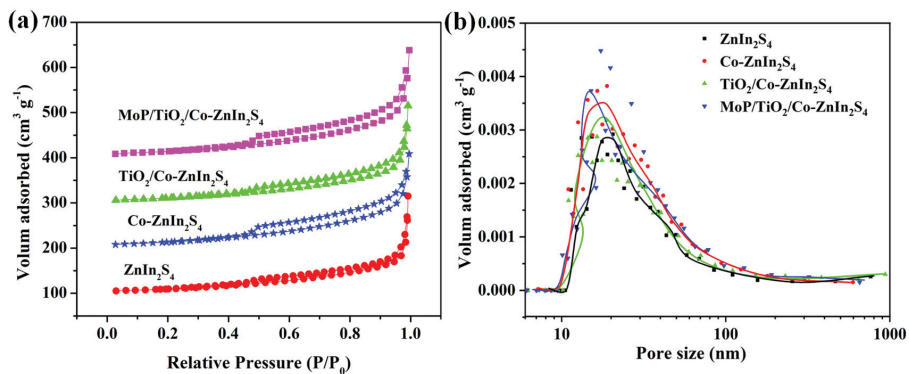 (a)
Volum adsorbed (cm³ g⁻¹)
700
600
500
400
300
200
100
MoP/TiO₂/Co-ZnIn₂S₄
TiO₂/Co-ZnIn₂S₄
Co-ZnIn₂S₄
ZnIn₂S₄
0.0 0.2 0.4 0.6 0.8 1.0
Relative Pressure (P/P₀)
(b)
Volum adsorbed (cm³ g⁻¹)
0.005
0.004
0.003
0.002
0.001
0.000
ZnIn₂S₄
Co-ZnIn₂S₄
TiO₂/Co-ZnIn₂S₄
MoP/TiO₂/Co-ZnIn₂S₄
10 100 1000
Pore size (nm)